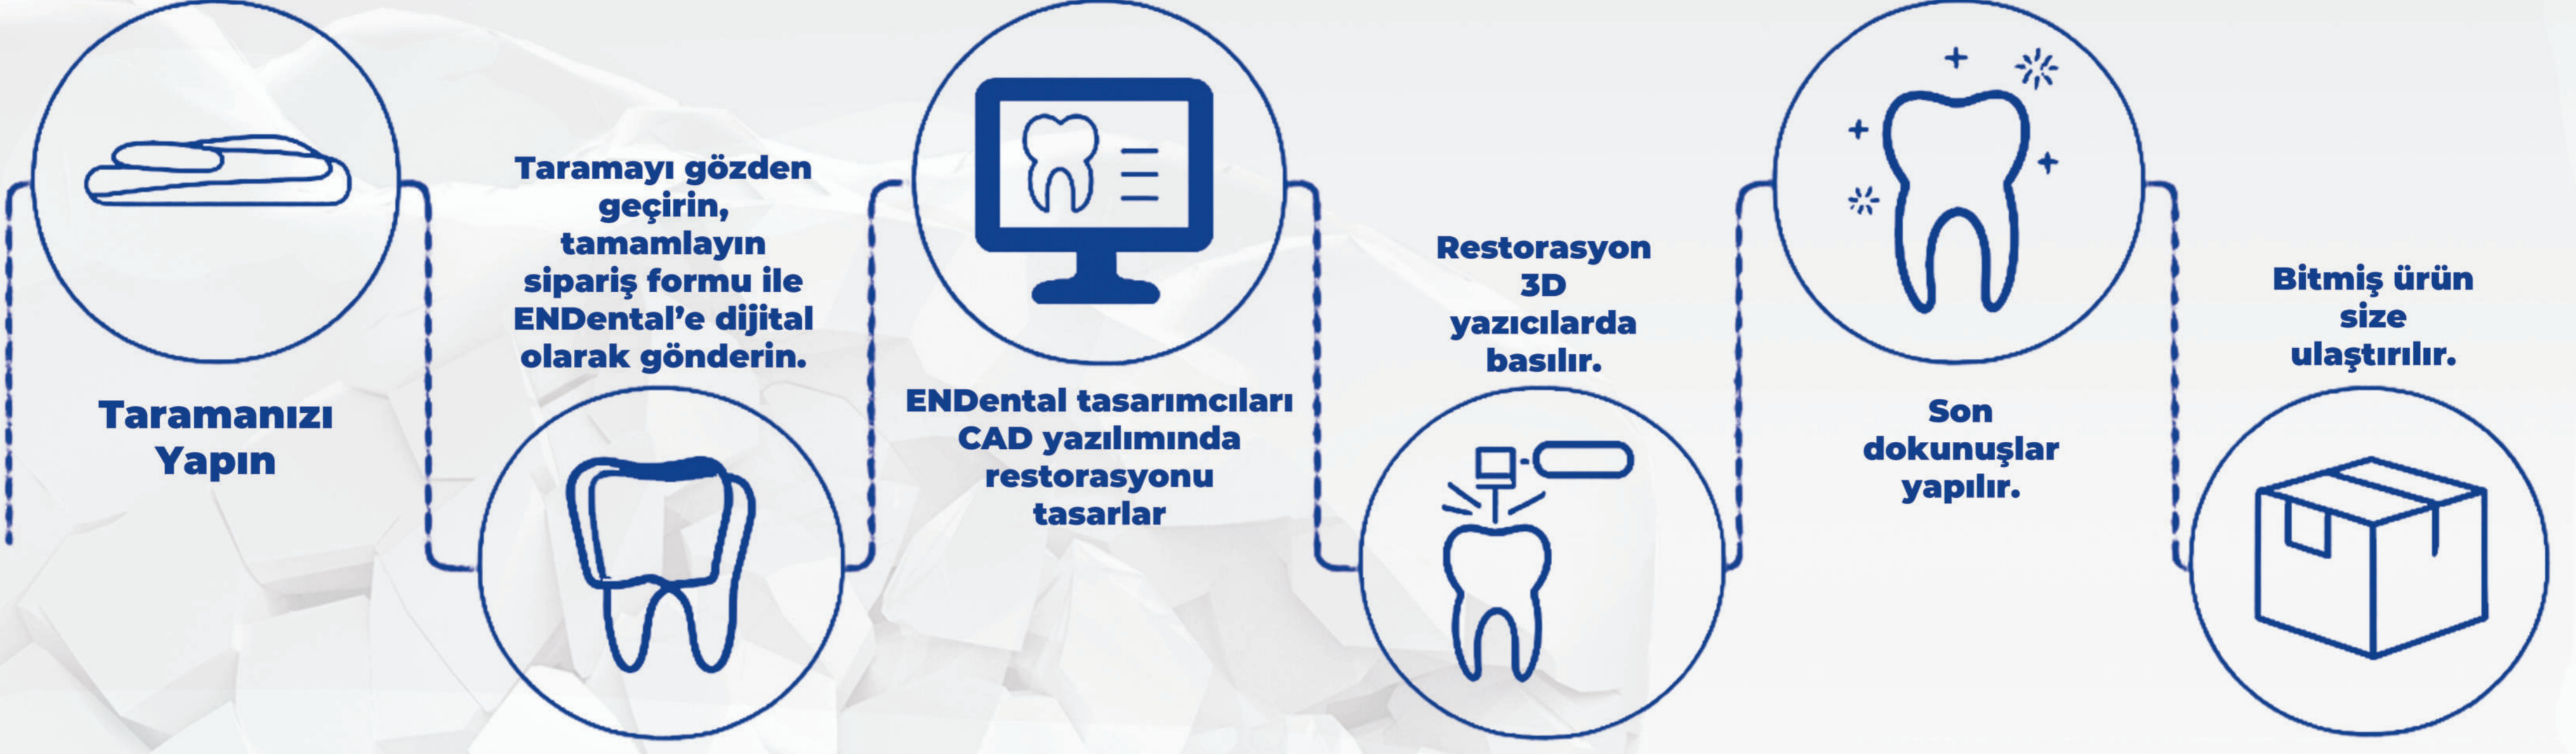 Taramanızı
Yapın
Taramayı gözden
geçirin,
tamamlayın
sipariş formu ile
ENDental'e dijital
olarak gönderin.
ENDental tasarımcıları
CAD yazılımında
restorasyonu
tasarlar
Restorasyon
3D
yazıcılarda
basılır.
Son
dokunuşlar
yapılır.
Bitmiş ürün
size
ulaştırılır.